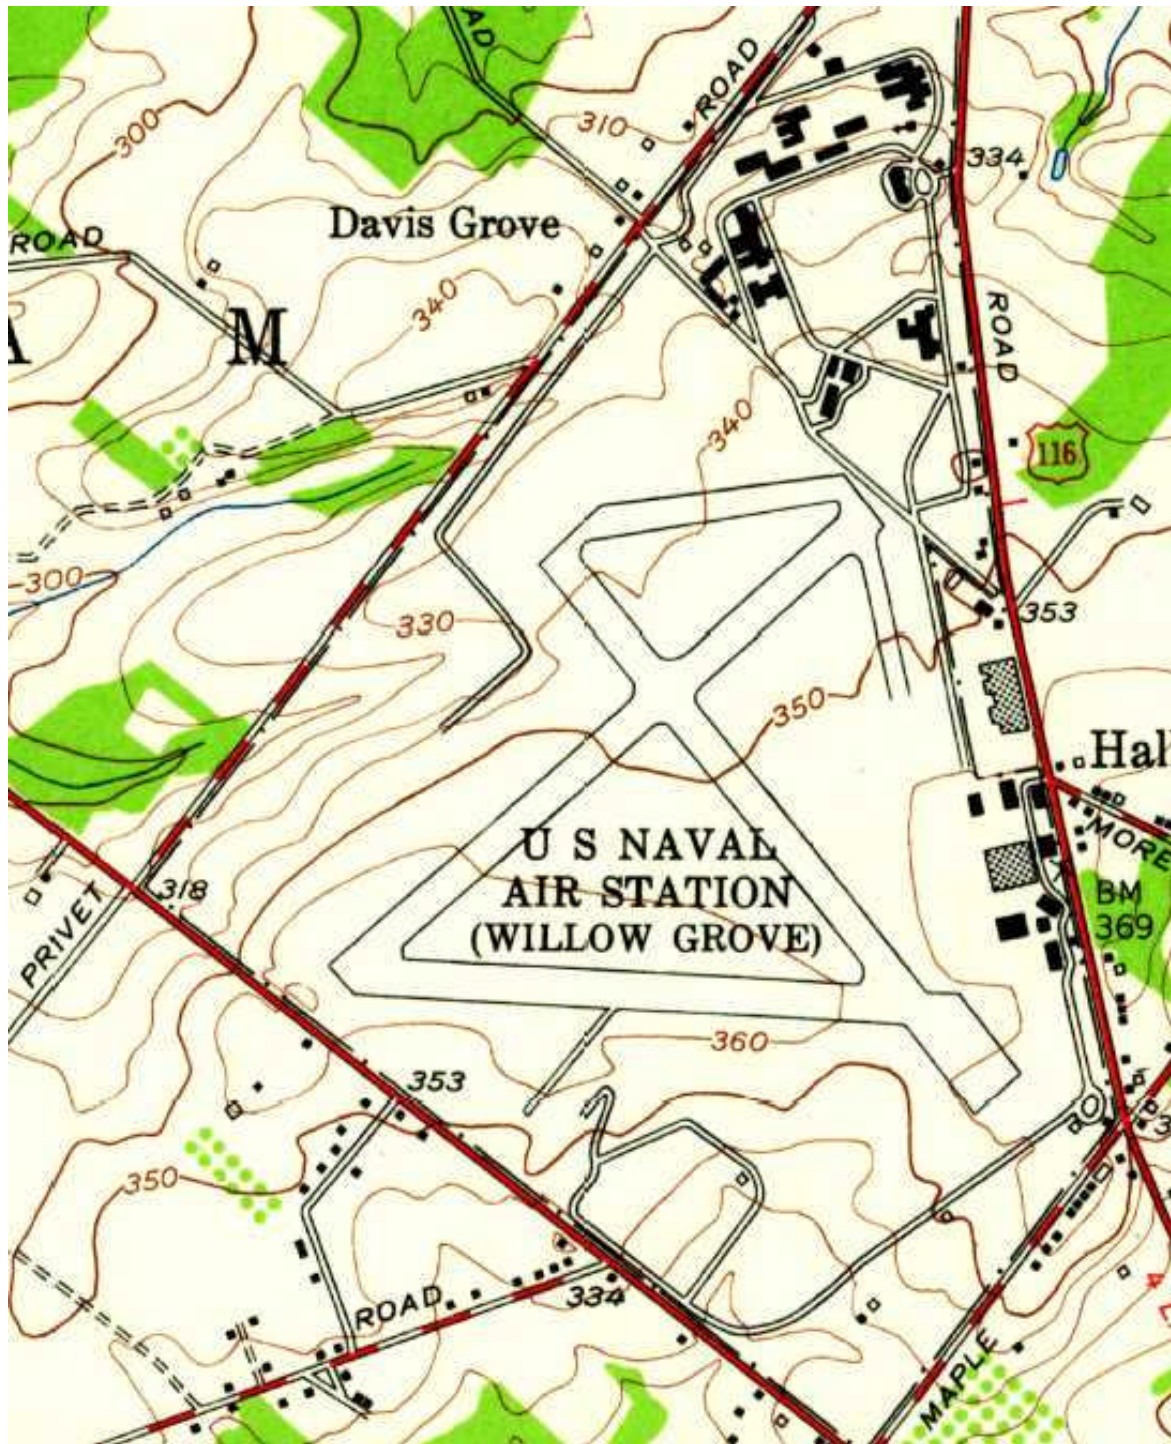 ROAD
ROAD
300
310
334
Davis Grove
ROAD
340
ROAD
M
340
116
300
330
353
350
Hal
U S NAVAL
AIR STATION
(WILLOW GROVE)
MORE
318
BM
369
PRIVET
360
353
350
334
ROAD
MAPLE